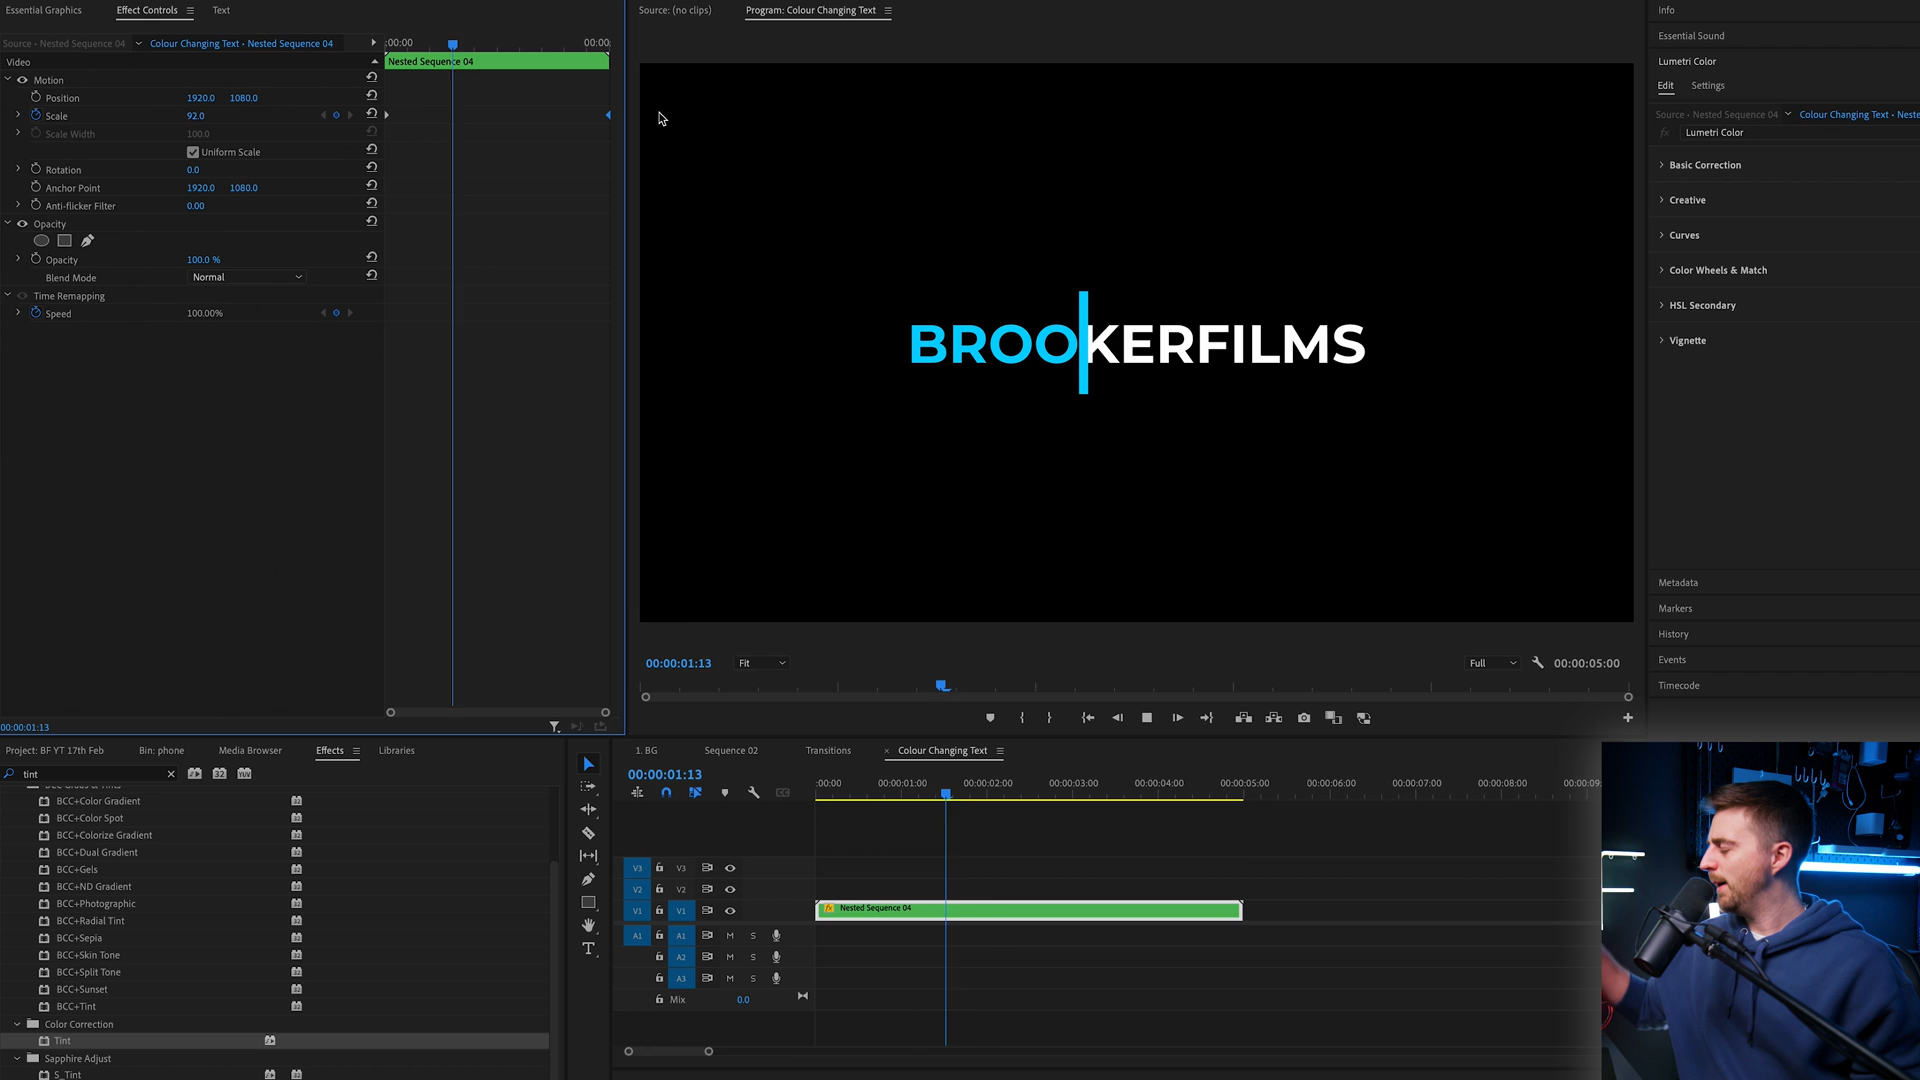 Essential Graphics Effect Controls Text
Source: (no clips) Program: Colour Changing Text
Info
Essential Sound
Lumetri Color
Edit Settings
Source • Nested Sequence 04 Colour Changing Text • Nested Sequence 04
:00:00 00:00
Video
Nested Sequence 04
Motion
Position 1920.0 1080.0
Scale 92.0
Scale Width 100.0
Uniform Scale
Rotation 0.0
Anchor Point 1920.0 1080.0
Anti-flicker Filter 0.00
Opacity
Opacity 100.0 %
Blend Mode Normal
Time Remapping
Speed 100.00%
BROOKERFILMS
Source • Nested Sequence 04 Colour Changing Text • Neste
fx Lumetri Color
Basic Correction
Creative
Curves
Color Wheels & Match
HSL Secondary
Vignette
Metadata
Markers
History
Events
Timecode
00:00:01:13 Fit Full 00:00:05:00
00:00:01:13
Project: BF YT 17th Feb Bin: phone Media Browser Effects Libraries
tint 32 YUV
BCC+Color Gradient
BCC+Color Spot
BCC+Colorize Gradient
BCC+Dual Gradient
BCC+Gels
BCC+ND Gradient
BCC+Photographic
BCC+Radial Tint
BCC+Sepia
BCC+Skin Tone
BCC+Split Tone
BCC+Sunset
BCC+Tint
Color Correction
Tint
Sapphire Adjust
S_Tint
1. BG Sequence 02 Transitions × Colour Changing Text
00:00:01:13
:00:00 00:00:01:00 00:00:02:00 00:00:03:00 00:00:04:00 00:00:05:00 00:00:06:00 00:00:07:00 00:00:08:00 00:00:09:
V3 V3
V2 V2
V1 V1 fx Nested Sequence 04
A1 A1 M S
A2 M S
A3 M S
Mix 0.0